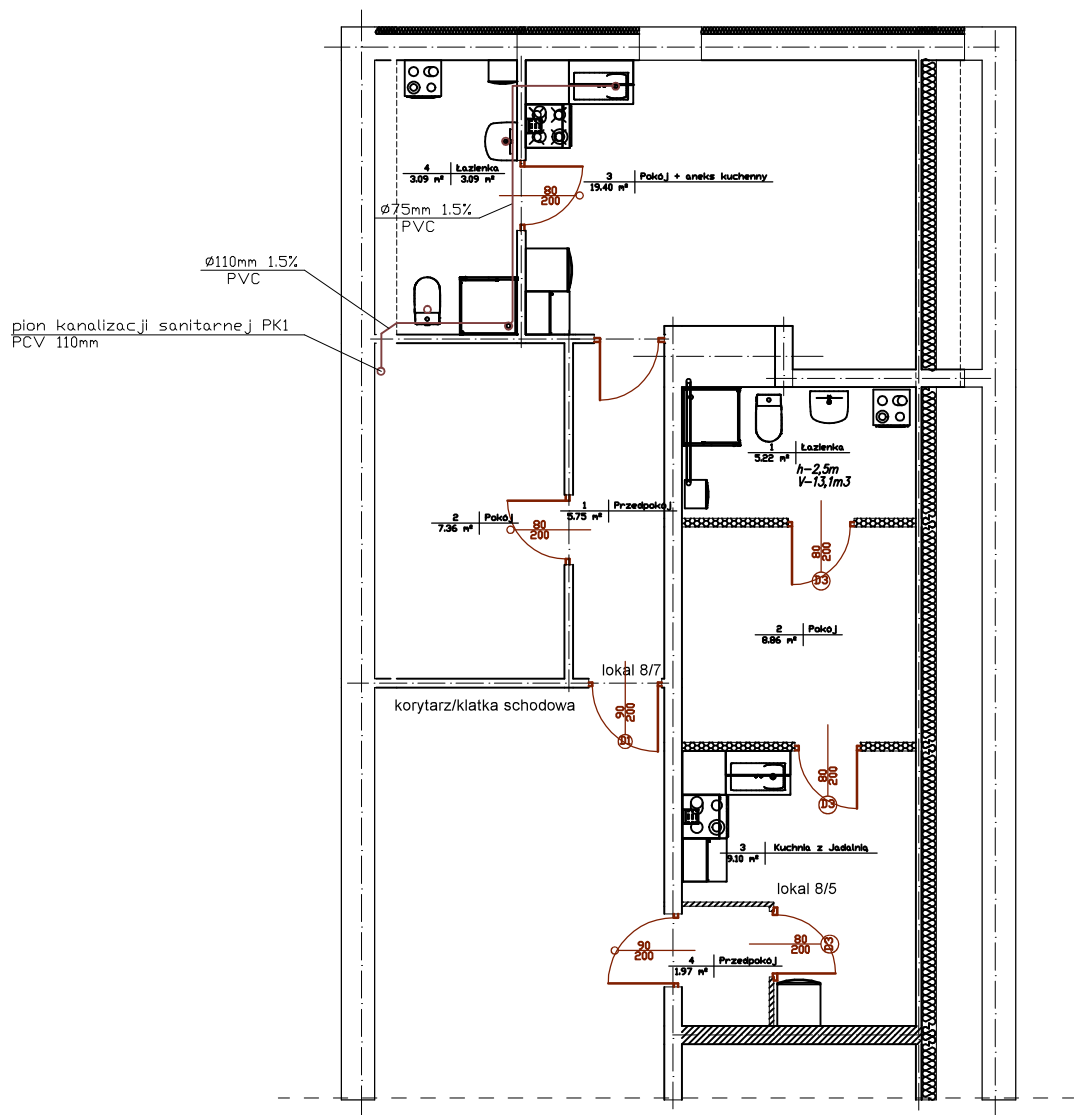 4 Łazienka
3.09 m² 3.09 m²
3 Pokój + aneks kuchenny
19.40 m²
80
200
Ø75mm 1.5%
PVC
Ø110mm 1.5%
PVC
pion kanalizacji sanitarnej PK1
PCV 110mm
1 Łazienka
5.22 m²
h-2,5m
V-13,1m3
2 Pokój
7.36 m²
80
200
1 Przedpokój
5.75 m²
80
200
D3
2 Pokój
8.86 m²
lokal 8/7
korytarz/klatka schodowa
90
200
D1
80
200
D3
3 Kuchnia z Jadalnią
9.10 m²
lokal 8/5
90
200
80
200
D3
4 Przedpokój
1.97 m²